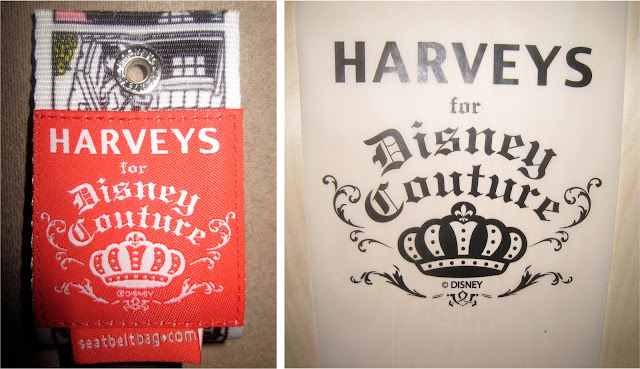 HARVEYS
for
Disney
Couture
©DISNEY
seatbeltbag.com
HARVEYS
for
Disney
Couture
© DISNEY